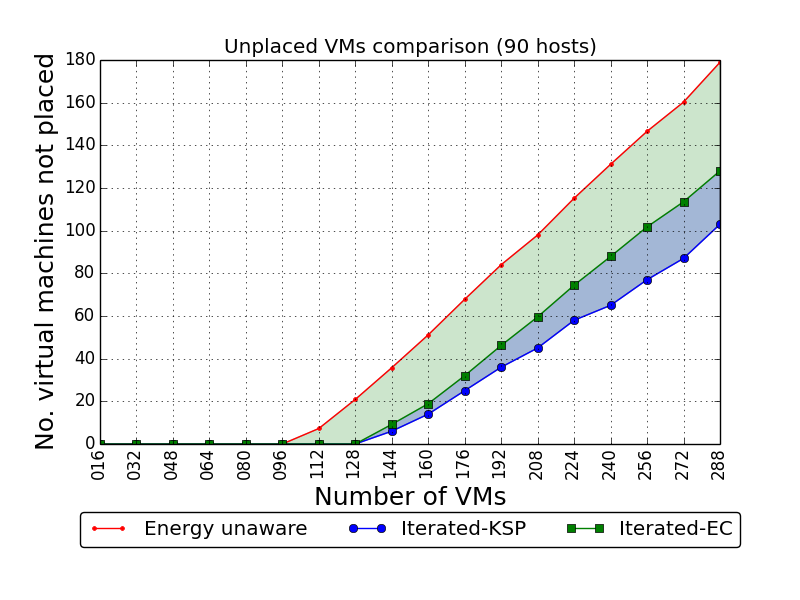 Unplaced VMs comparison (90 hosts)
No. virtual machines not placed
180
160
140
120
100
80
60
40
20
0
016 032 048 064 080 096 112 128 144 160 176 192 208 224 240 256 272 288
Number of VMs
Energy unaware Iterated-KSP Iterated-EC